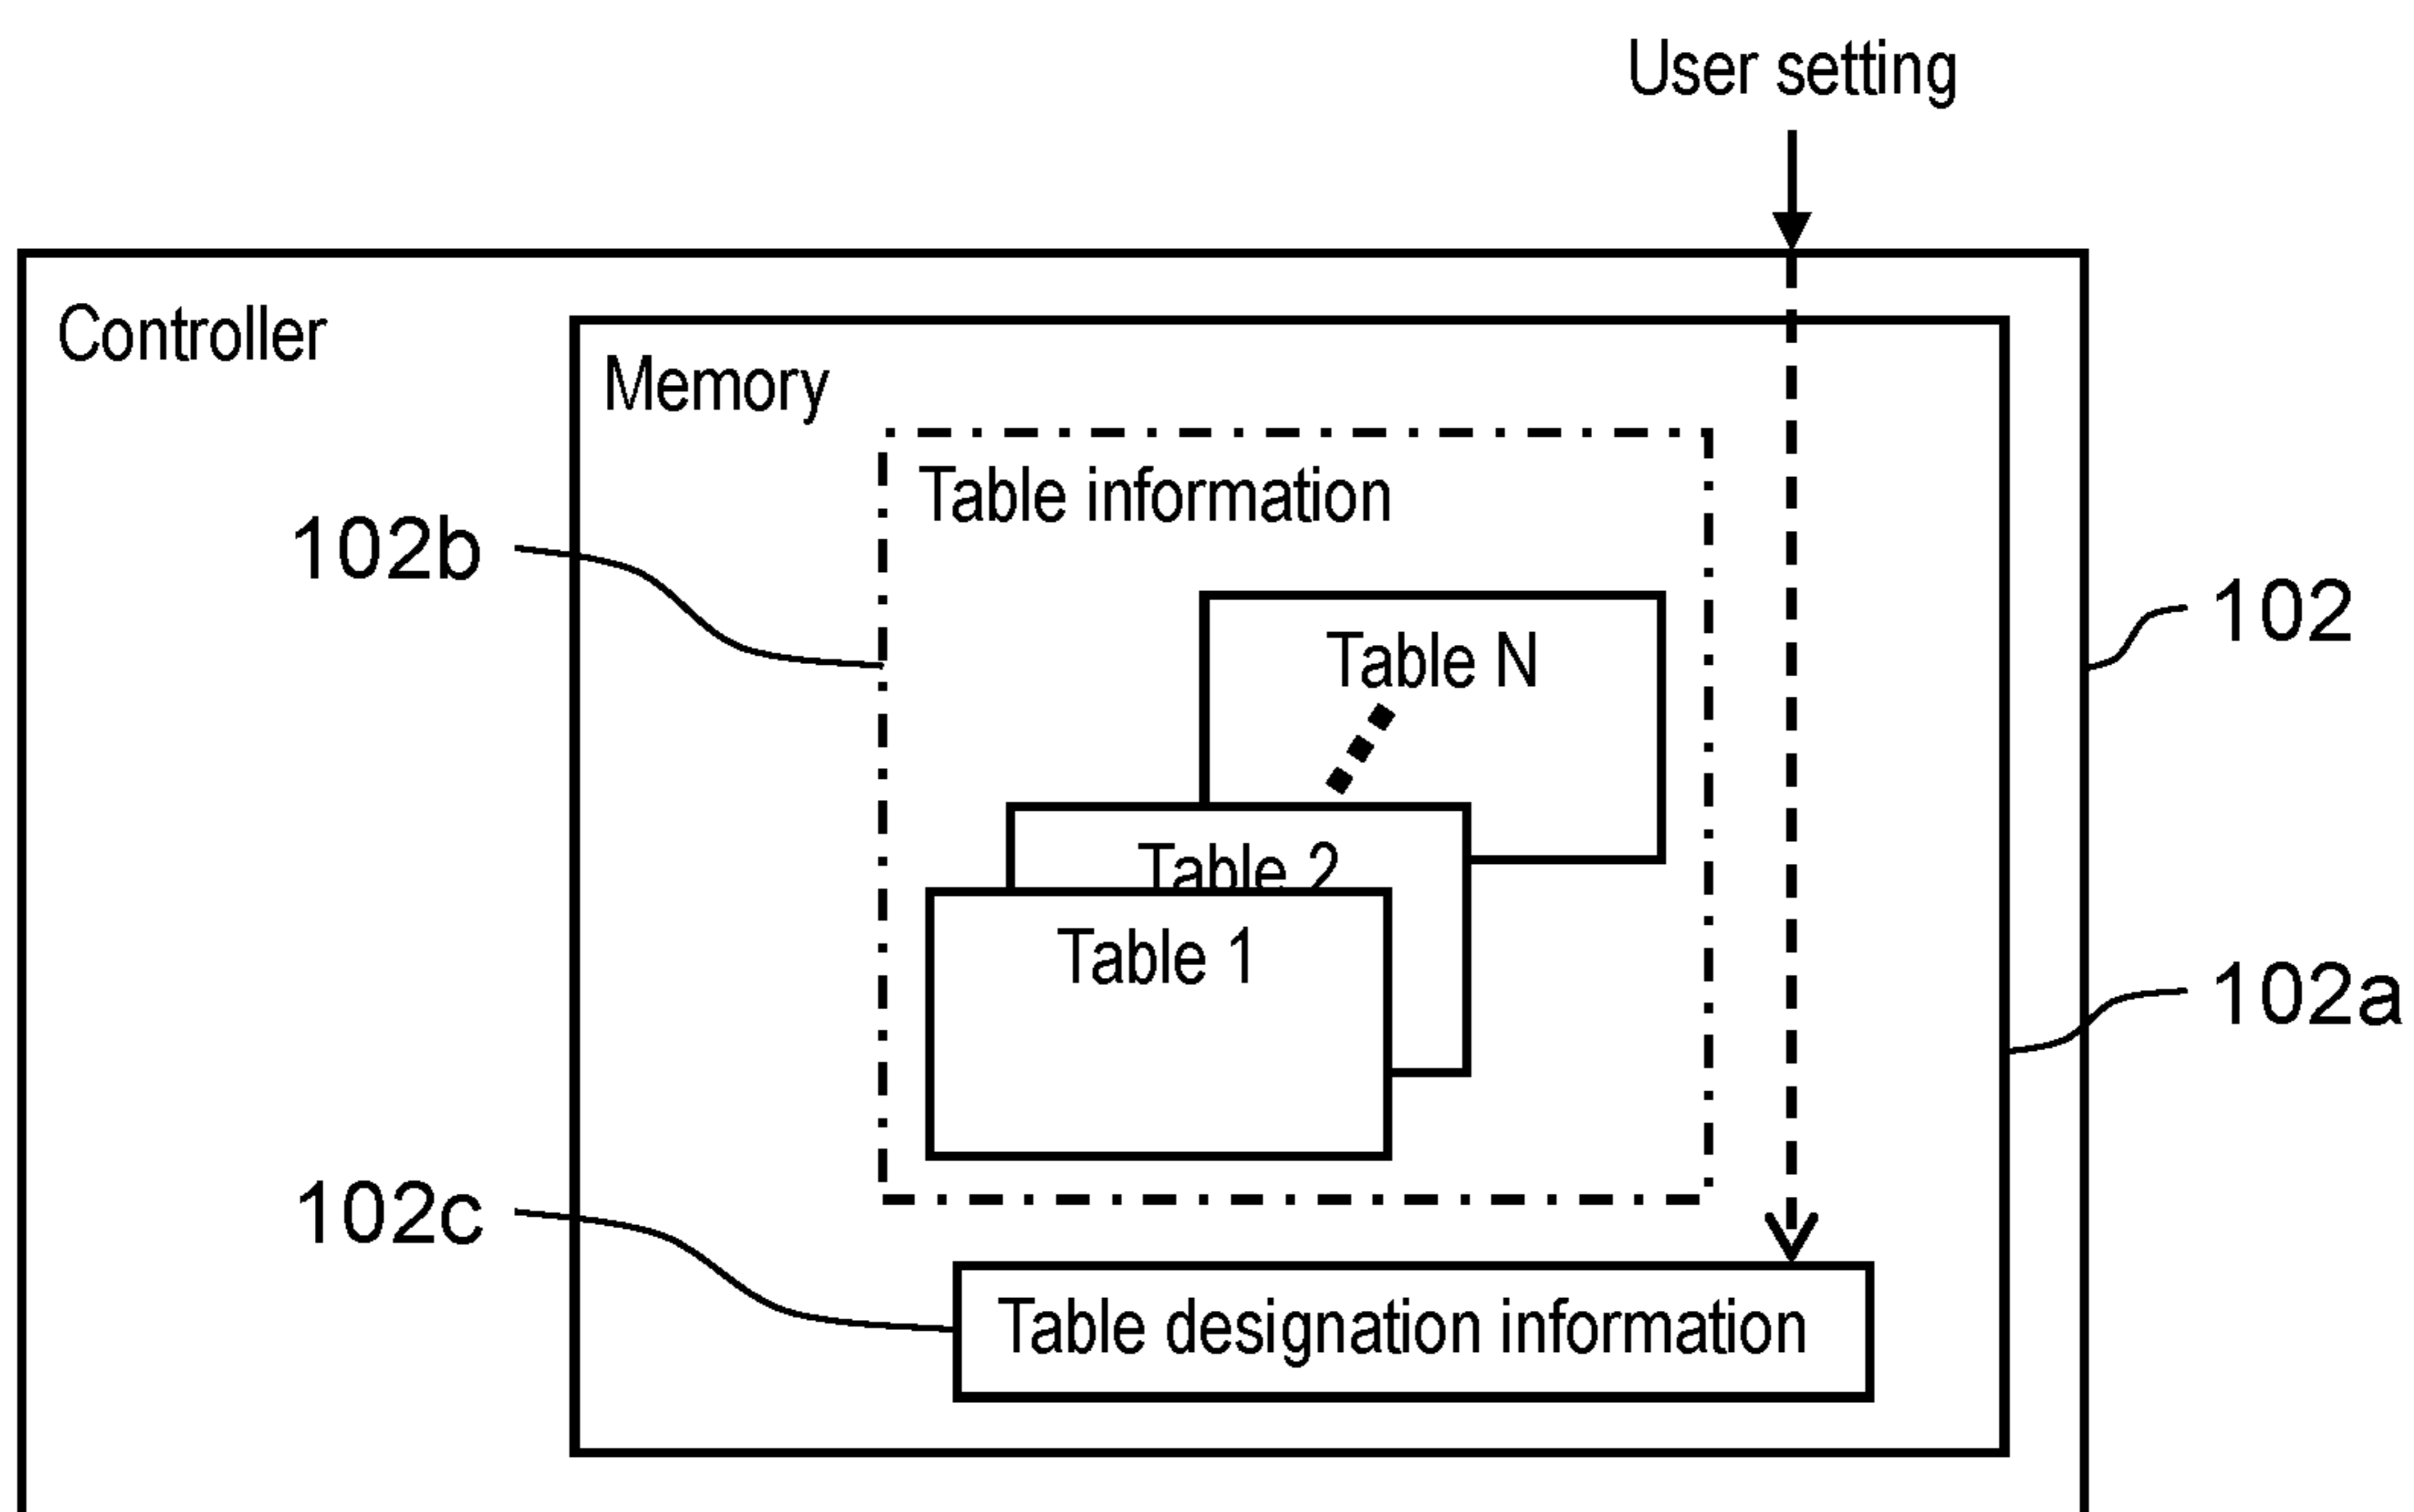 User setting
Controller
Memory
Table information
102b
102
Table N
Table 2
Table 1
102a
102c
Table designation information